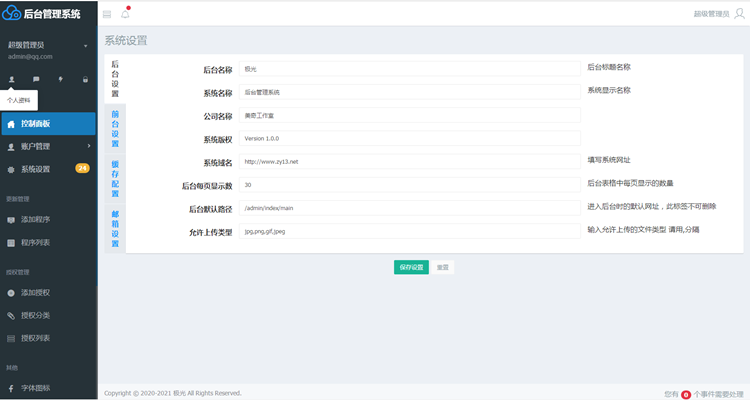 后台管理系统
超级管理员
admin@qq.com
个人资料
控制面板
账户管理
系统设置 24
更新管理
添加程序
程序列表
授权管理
添加授权
授权分类
授权列表
其他
字体图标
超级管理员
系统设置
后台设置
前台设置
缓存配置
邮箱设置
后台名称 极光 后台标题名称
系统名称 后台管理系统 系统显示名称
公司名称 美奇工作室
系统版权 Version 1.0.0
系统域名 http://www.zy13.net 填写系统网址
后台每页显示数 30 后台表格中每页显示的数量
后台默认路径 /admin/index/main 进入后台时的默认网址，此标签不可删除
允许上传类型 jpg,png,gif,jpeg 输入允许上传的文件类型 请用,分隔
保存设置 重置
Copyright © 2020-2021 极光 All Rights Reserved.
您有 0 个事件需要处理